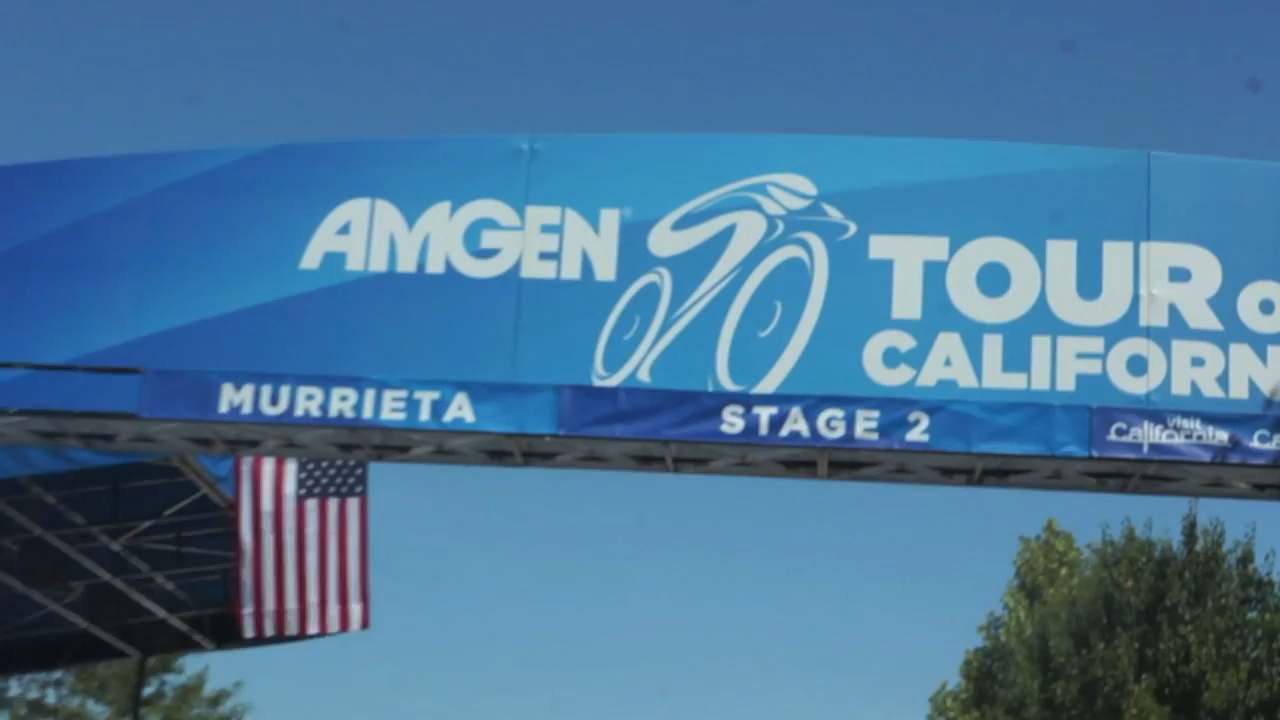 AMGEN
TOUR o
CALIFORN
MURRIETA
STAGE 2
visit
California